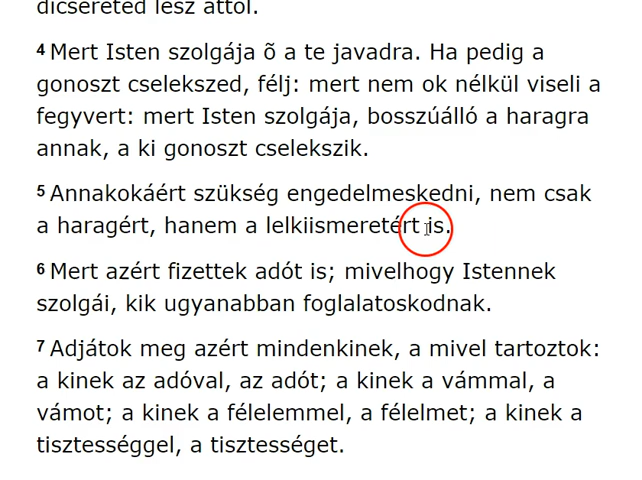 dicséreted lesz attól.
4 Mert Isten szolgája õ a te javadra. Ha pedig a
gonoszt cselekszed, félj: mert nem ok nélkül viseli a
fegyvert: mert Isten szolgája, bosszúálló a haragra
annak, a ki gonoszt cselekszik.
5 Annakokáért szükség engedelmeskedni, nem csak
a haragért, hanem a lelkiismeretért is.
6 Mert azért fizettek adót is; mivelhogy Istennek
szolgái, kik ugyanabban foglalatoskodnak.
7 Adjátok meg azért mindenkinek, a mivel tartoztok:
a kinek az adóval, az adót; a kinek a vámmal, a
vámot; a kinek a félelemmel, a félelmet; a kinek a
tisztességgel, a tisztességet.